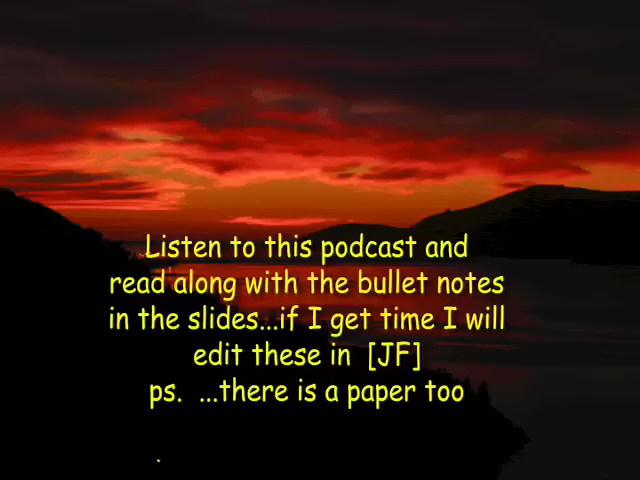 Listen to this podcast and
read along with the bullet notes
in the slides...if I get time I will
edit these in  [JF]
ps.  ...there is a paper too
.